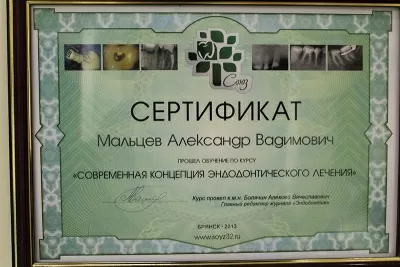 Союз
СЕРТИФИКАТ
Мальцев Александр Вадимович
ПРОШЕЛ ОБУЧЕНИЕ ПО КУРСУ
«СОВРЕМЕННАЯ КОНЦЕПЦИЯ ЭНДОДОНТИЧЕСКОГО ЛЕЧЕНИЯ»
Курс провел к.м.н. Болячин Алексей Вячеславович
Главный редактор журнала «Эндодонтия»
БРЯНСК - 2013
www.soyz32.ru